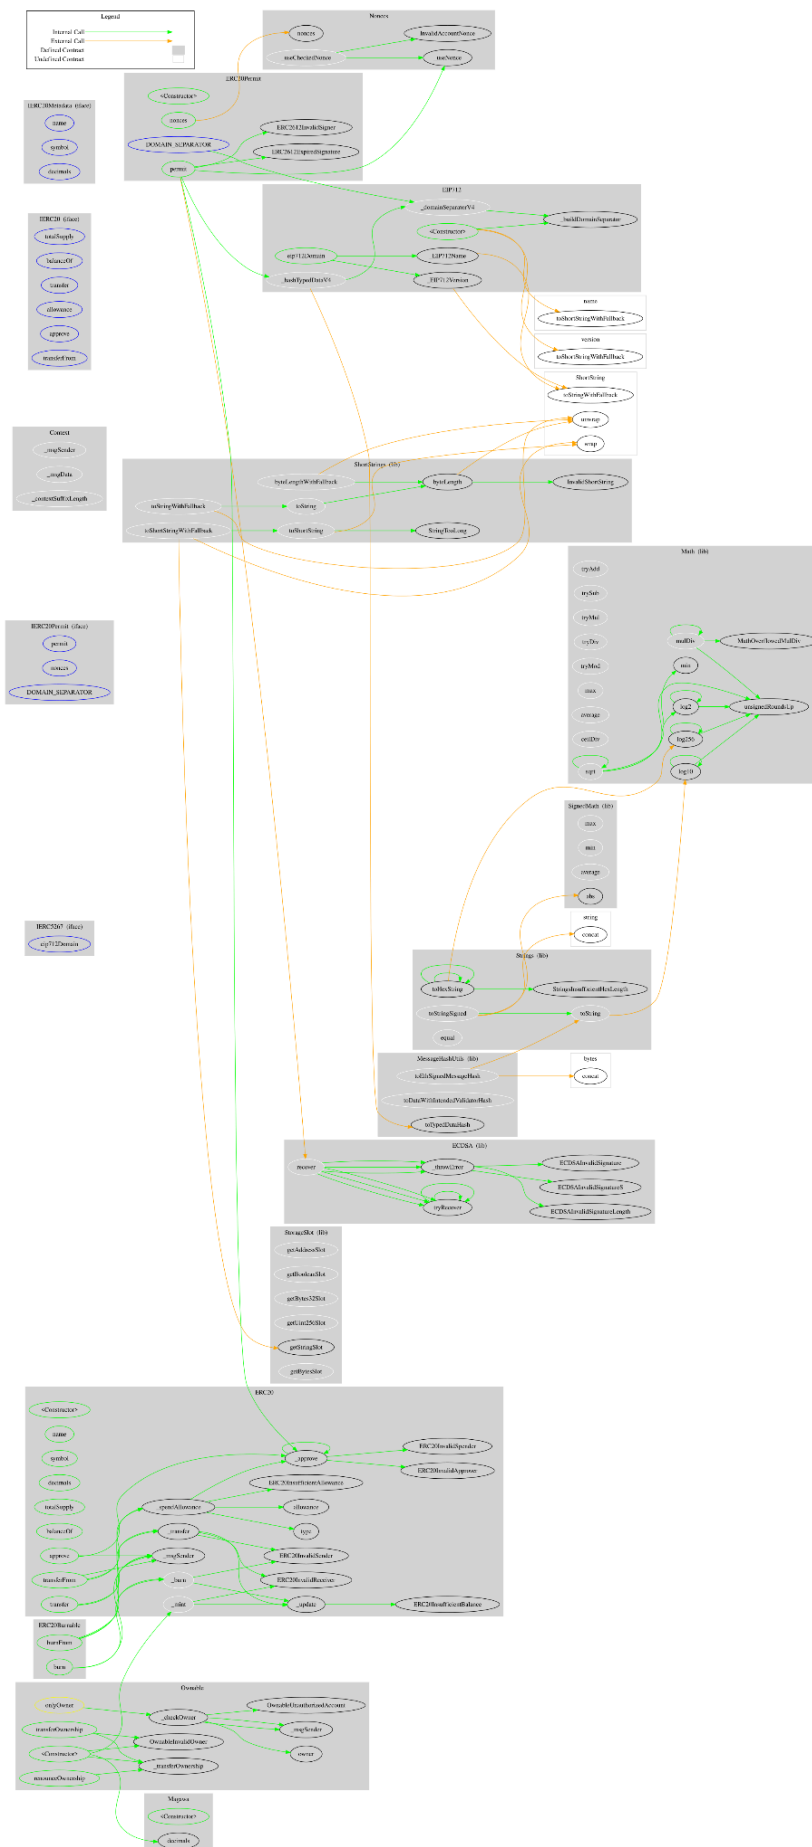 Legend
Internal Call
External Call
Defined Contract
Undefined Contract
Nonces
nonces
_useCheckedNonce
InvalidAccountNonce
_useNonce
ERC20Permit
<Constructor>
nonces
DOMAIN_SEPARATOR
permit
ERC2612InvalidSigner
ERC2612ExpiredSignature
IERC20Metadata (iface)
name
symbol
decimals
EIP712
_domainSeparatorV4
<Constructor>
eip712Domain
_hashTypedDataV4
_EIP712Name
_EIP712Version
_buildDomainSeparator
IERC20 (iface)
totalSupply
balanceOf
transfer
allowance
approve
transferFrom
name
toShortStringWithFallback
version
toShortStringWithFallback
ShortString
toStringWithFallback
unwrap
wrap
Context
_msgSender
_msgData
_contextSuffixLength
ShortStrings (lib)
byteLengthWithFallback
toStringWithFallback
toShortStringWithFallback
toString
toShortString
byteLength
StringTooLong
InvalidShortString
Math (lib)
tryAdd
trySub
tryMul
tryDiv
tryMod
max
average
ceilDiv
sqrt
mulDiv
min
log2
log256
log10
MathOverflowedMulDiv
unsignedRoundsUp
IERC20Permit (iface)
permit
nonces
DOMAIN_SEPARATOR
SignedMath (lib)
max
min
average
abs
string
concat
IERC5267 (iface)
eip712Domain
Strings (lib)
toHexString
toStringSigned
equal
StringsInsufficientHexLength
toString
MessageHashUtils (lib)
toEthSignedMessageHash
toDataWithIntendedValidatorHash
toTypedDataHash
bytes
concat
ECDSA (lib)
recover
_throwError
tryRecover
ECDSAInvalidSignature
ECDSAInvalidSignatureS
ECDSAInvalidSignatureLength
StorageSlot (lib)
getAddressSlot
getBooleanSlot
getBytes32Slot
getUint256Slot
getStringSlot
getBytesSlot
ERC20
<Constructor>
name
symbol
decimals
totalSupply
balanceOf
approve
transferFrom
transfer
_spendAllowance
_transfer
_msgSender
_burn
_mint
_approve
ERC20InsufficientAllowance
allowance
type
ERC20InvalidSender
ERC20InvalidReceiver
_update
ERC20InvalidSpender
ERC20InvalidApprover
ERC20InsufficientBalance
ERC20Burnable
burnFrom
burn
Ownable
onlyOwner
transferOwnership
<Constructor>
renounceOwnership
_checkOwner
OwnableInvalidOwner
_transferOwnership
OwnableUnauthorizedAccount
_msgSender
owner
Magawa
<Constructor>
decimals